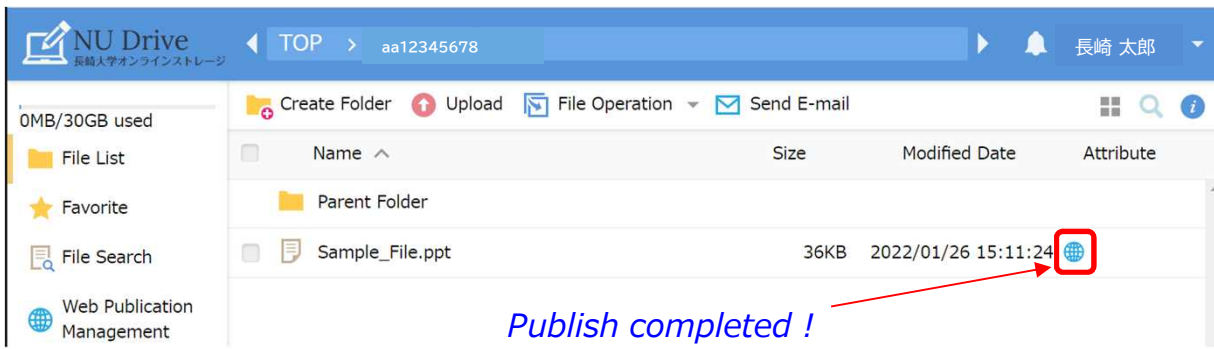 NU Drive
長崎大学オンラインストレージ
TOP > aa12345678
長崎 太郎
0MB/30GB used
File List
Favorite
File Search
Web Publication
Management
Create Folder Upload File Operation Send E-mail
Name Size Modified Date Attribute
Parent Folder
Sample_File.ppt 36KB 2022/01/26 15:11:24
Publish completed !